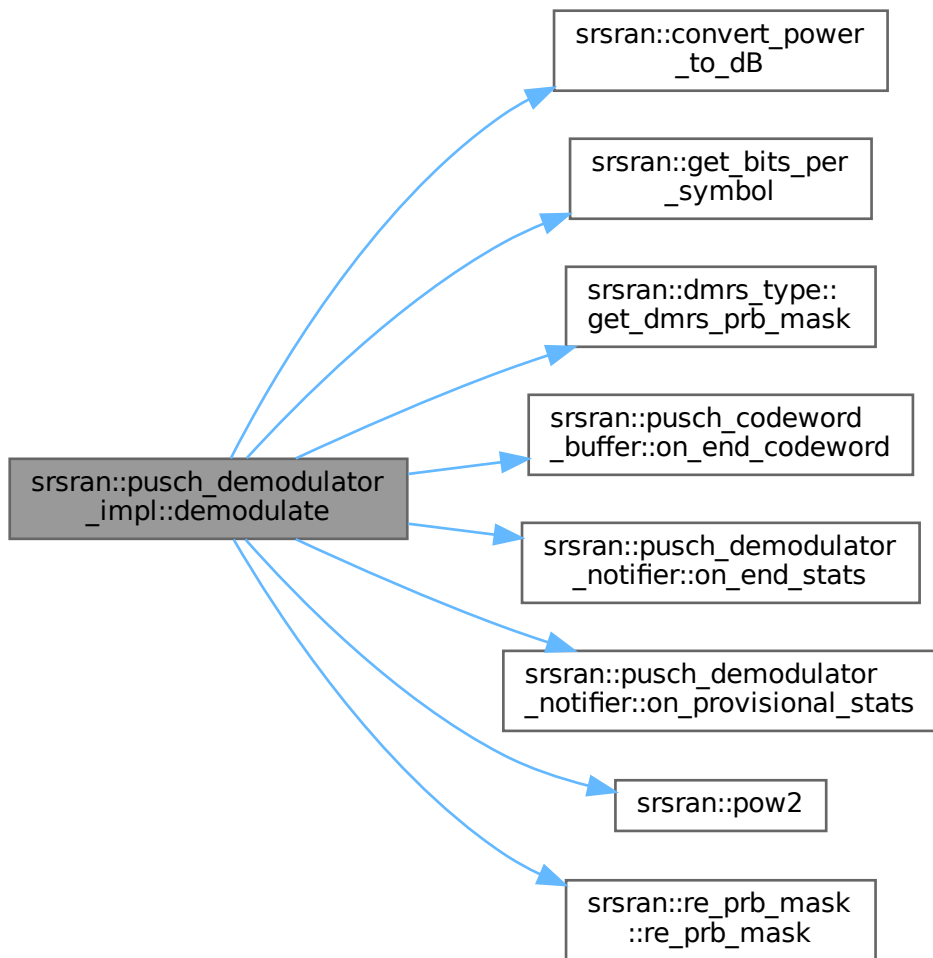 srsran::convert_power
_to_dB
srsran::get_bits_per
_symbol
srsran::dmrs_type::
get_dmrs_prb_mask
srsran::pusch_codeword
_buffer::on_end_codeword
srsran::pusch_demodulator
_impl::demodulate
srsran::pusch_demodulator
_notifier::on_end_stats
srsran::pusch_demodulator
_notifier::on_provisional_stats
srsran::pow2
srsran::re_prb_mask
::re_prb_mask